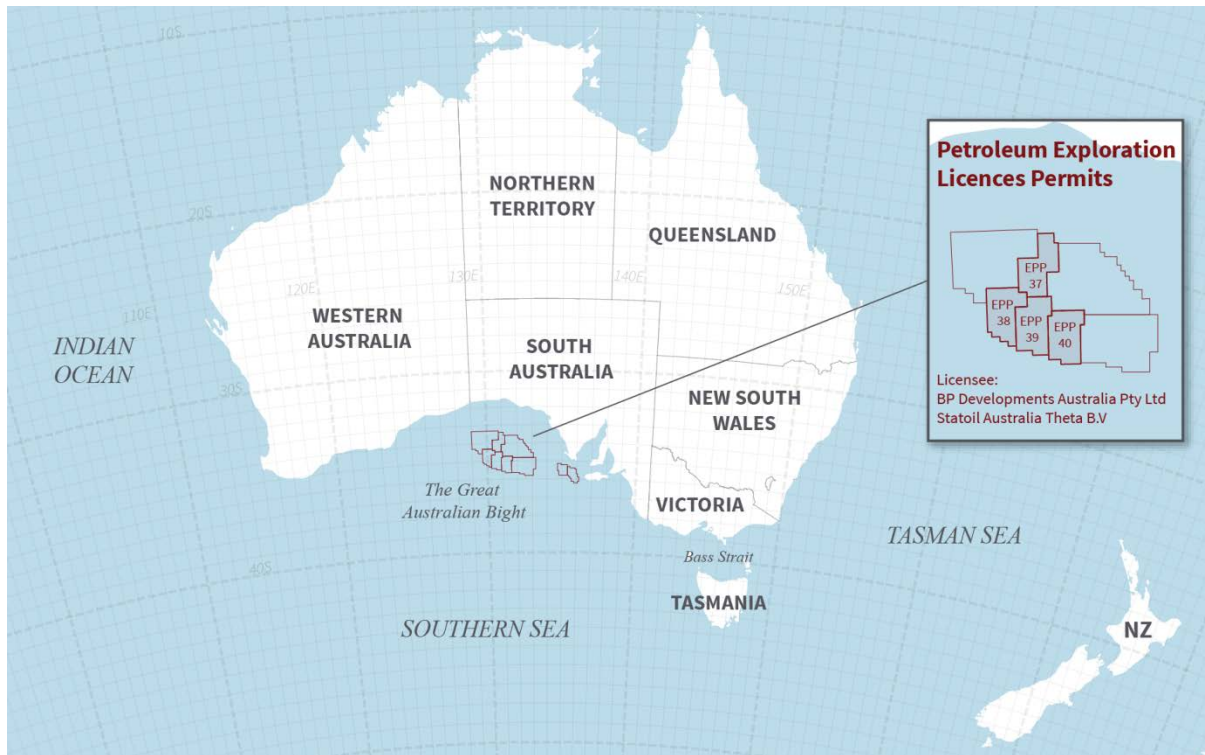 10S
20S
30S
40S
110E
120E
130E
140E
150E
NORTHERN
TERRITORY
QUEENSLAND
WESTERN
AUSTRALIA
SOUTH
AUSTRALIA
NEW SOUTH
WALES
VICTORIA
TASMANIA
NZ
INDIAN
OCEAN
The Great
Australian Bight
Bass Strait
TASMAN SEA
SOUTHERN SEA
Petroleum Exploration
Licences Permits
EPP
37
EPP
38
EPP
39
EPP
40
Licensee:
BP Developments Australia Pty Ltd
Statoil Australia Theta B.V